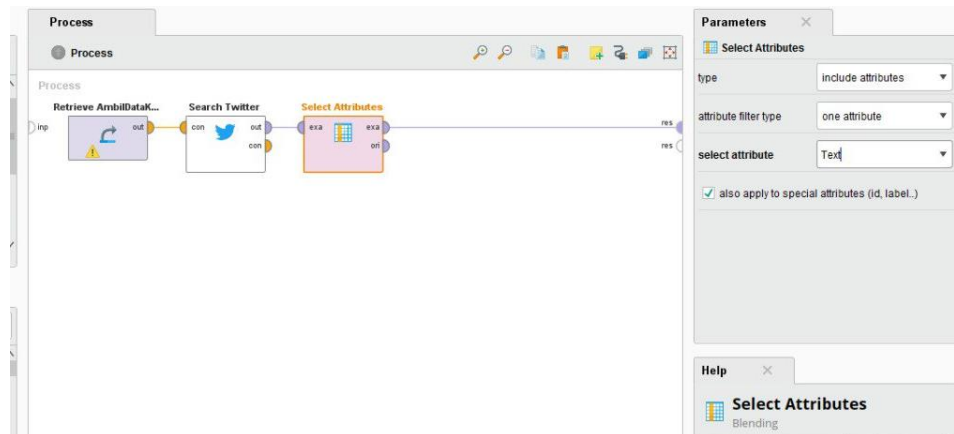 Process
Process
Process
Retrieve AmbilDataK...
Search Twitter
Select Attributes
inp
out
con
out
con
exa
exa
ori
res
res
Parameters
Select Attributes
type
include attributes
attribute filter type
one attribute
select attribute
Text
also apply to special attributes (id, label..)
Help
Select Attributes
Blending